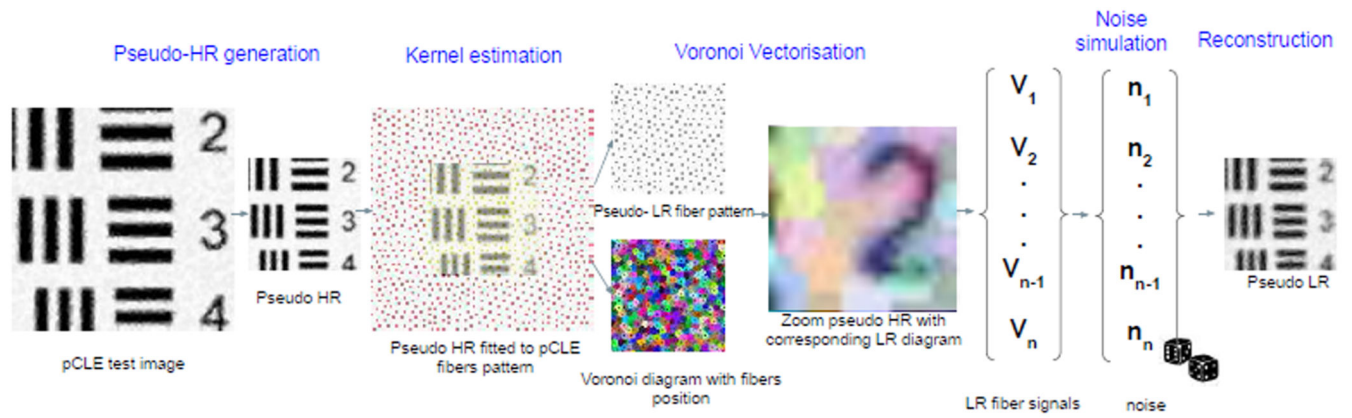 Pseudo-HR generation
Kernel estimation
Voronoi Vectorisation
Noise
simulation
Reconstruction
2
3
4
pCLE test image
2
3
4
Pseudo HR
2
3
4
Pseudo HR fitted to pCLE
fibers pattern
Pseudo- LR fiber pattern
Voronoi diagram with fibers
position
2
Zoom pseudo HR with
corresponding LR diagram
V1
V2
.
.
.
Vn-1
Vn
LR fiber signals
n1
n2
.
.
.
nn-1
nn
noise
2
3
4
Pseudo LR